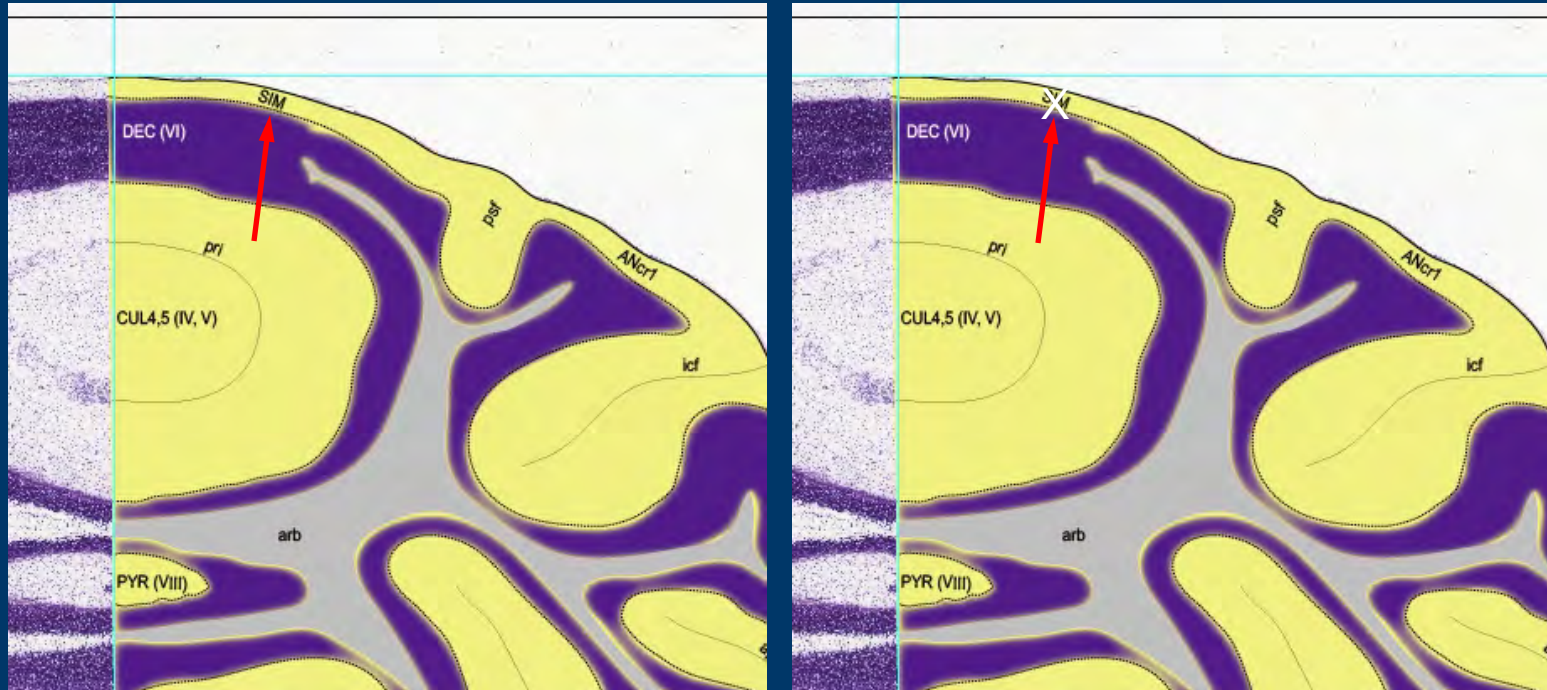 SIM
DEC (VI)
psf
pri
ANcr1
CUL4,5 (IV, V)
icf
arb
PYR (VIII)
X
DEC (VI)
psf
pri
ANcr1
CUL4,5 (IV, V)
icf
arb
PYR (VIII)